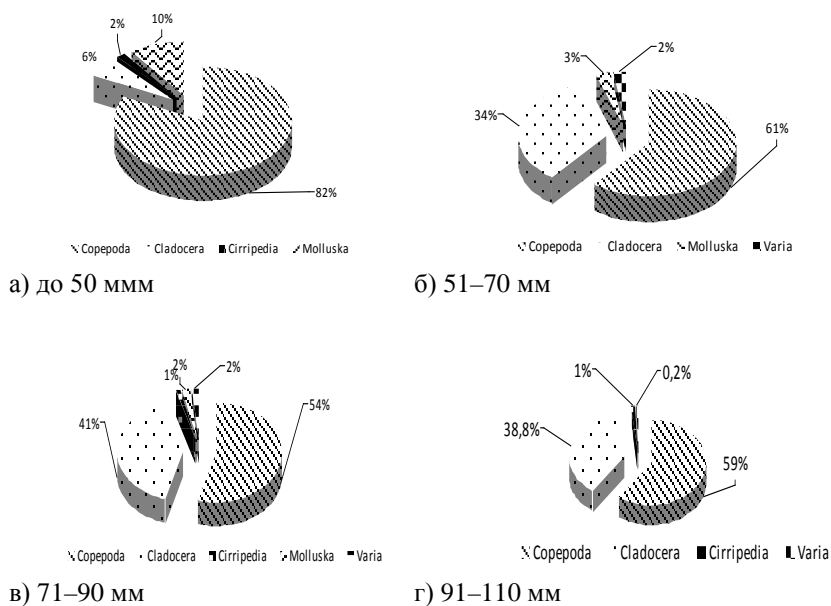 2% 10%
6%
82%
Copepoda Cladocera Cirripedia Molluska
а) до 50 ммм
3% 2%
34%
61%
Copepoda Cladocera Molluska Varia
б) 51–70 мм
1% 2% 2%
41% 54%
Copepoda Cladocera Cirripedia Molluska Varia
в) 71–90 мм
1% 0,2%
38,8%
59%
Copepoda Cladocera Cirripedia Varia
г) 91–110 мм